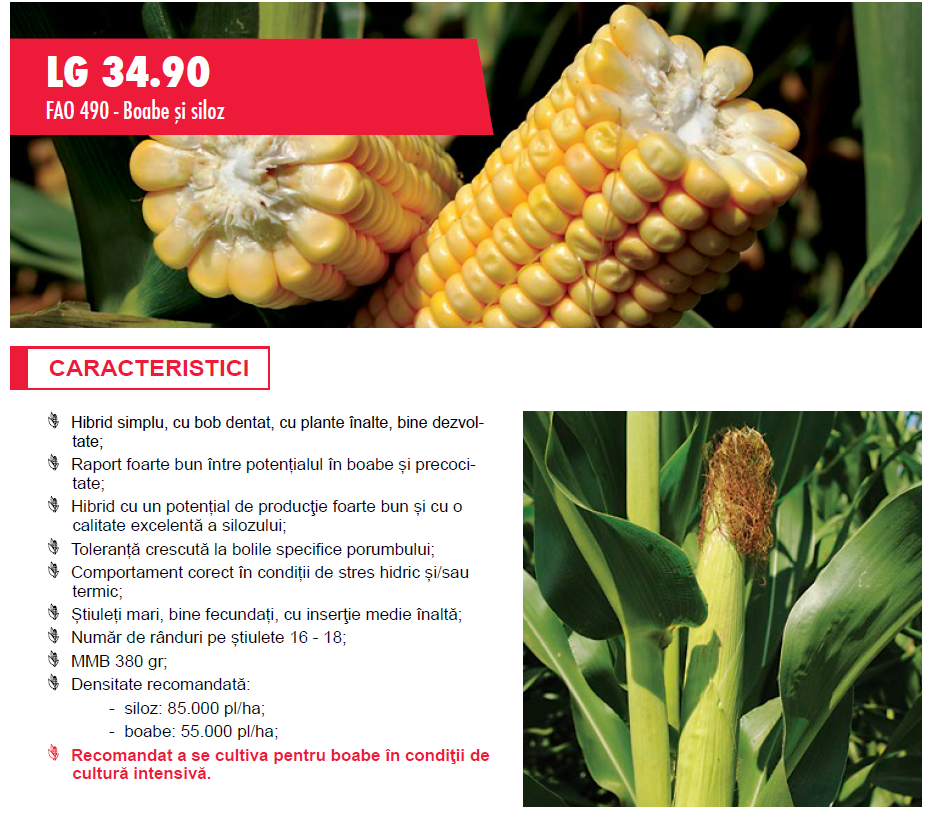 LG 34.90
FAO 490 - Boabe și siloz
CARACTERISTICI
Hibrid simplu, cu bob dentat, cu plante înalte, bine dezvol-
tate;
Raport foarte bun între potențialul în boabe și precoci-
tate;
Hibrid cu un potențial de producţie foarte bun și cu o
calitate excelentă a silozului;
Toleranță crescută la bolile specifice porumbului;
Comportament corect în condiții de stres hidric și/sau
termic;
Știuleți mari, bine fecundați, cu inserţie medie înaltă;
Număr de rânduri pe știulete 16 - 18;
MMB 380 gr;
Densitate recomandată:
- siloz: 85.000 pl/ha;
- boabe: 55.000 pl/ha;
Recomandat a se cultiva pentru boabe în condiţii de
cultură intensivă.